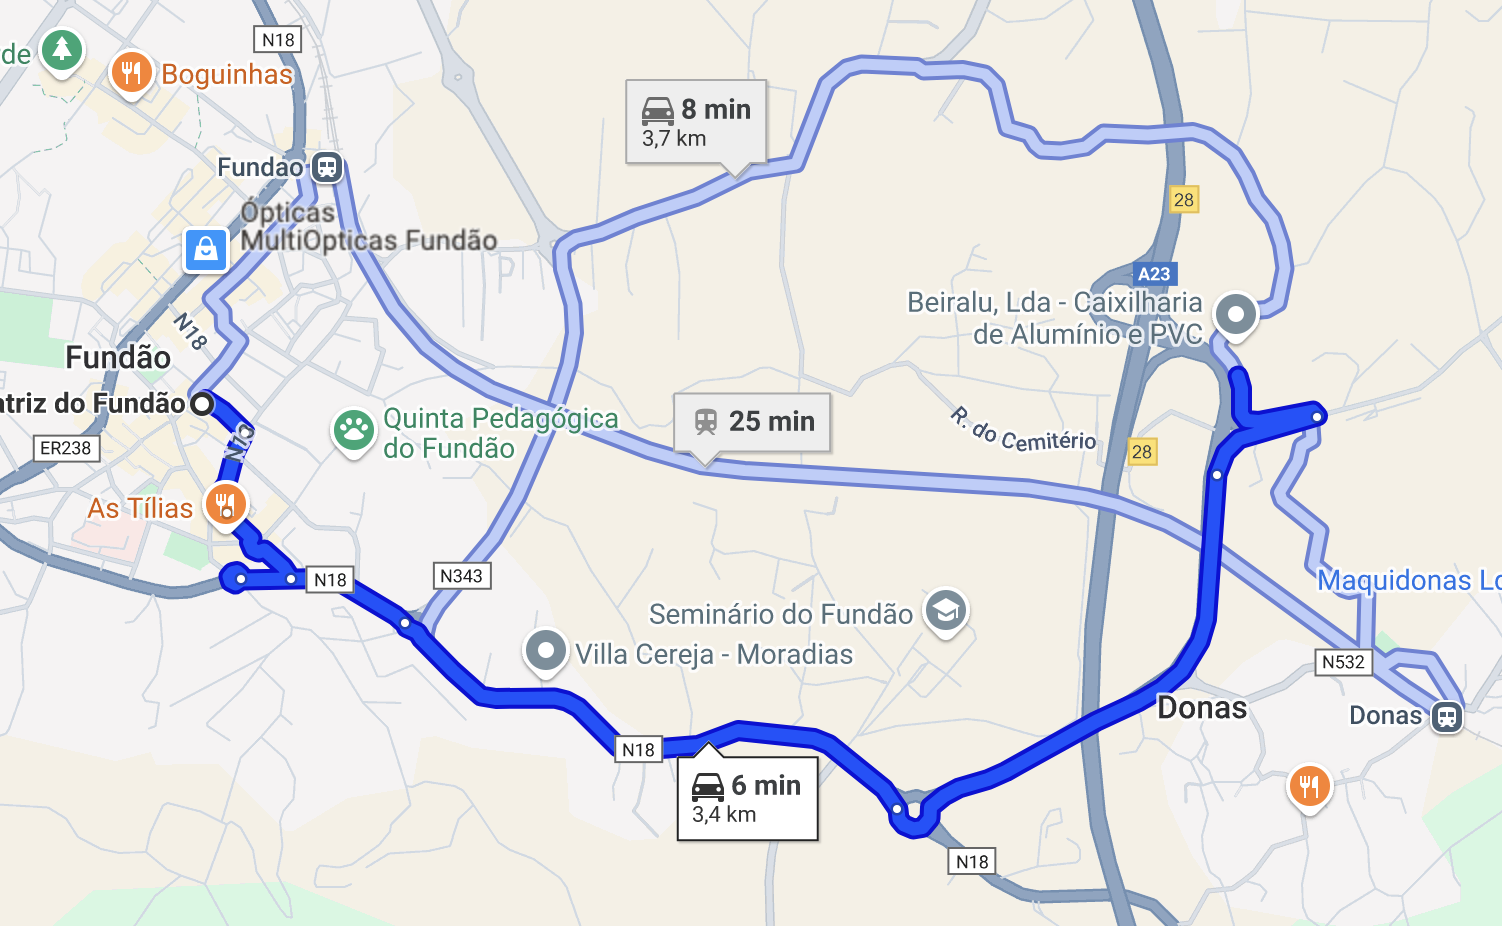 N18
rde
Boguinhas
8 min
3,7 km
Fundao
Ópticas
MultiOpticas Fundão
28
A23
Beiralu, Lda - Caixilharia
de Alumínio e PVC
N18
Fundão
atriz do Fundão
Quinta Pedagógica
do Fundão
25 min
R. do Cemitério
28
ER238
N18
As Tílias
N18
N343
Maquidonas Lo
Seminário do Fundão
Villa Cereja - Moradias
N532
Donas
Donas
N18
6 min
3,4 km
N18